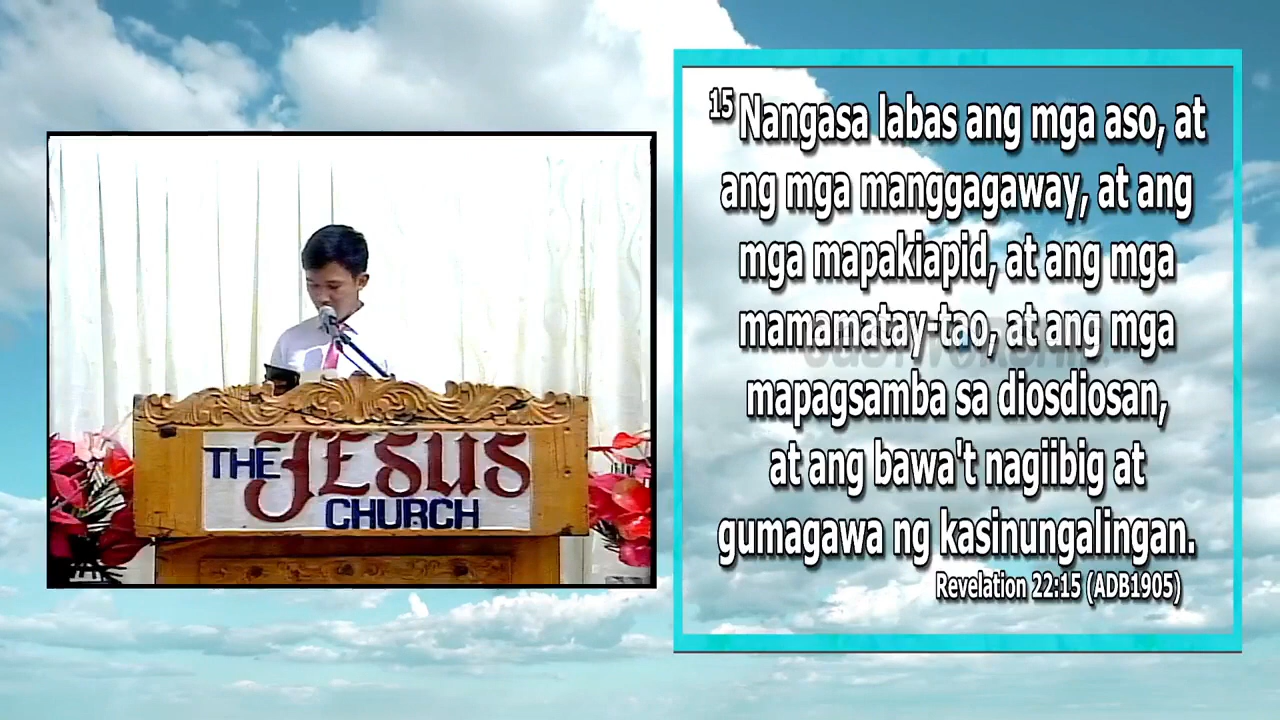 THE JESUS
CHURCH
15 Nangasa labas ang mga aso, at
ang mga manggagaway, at ang
mga mapakiapid, at ang mga
mamamatay-tao, at ang mga
mapagsamba sa diosdiosan,
at ang bawa't nagiibig at
gumagawa ng kasinungalingan.
Revelation 22:15 (ADB1905)